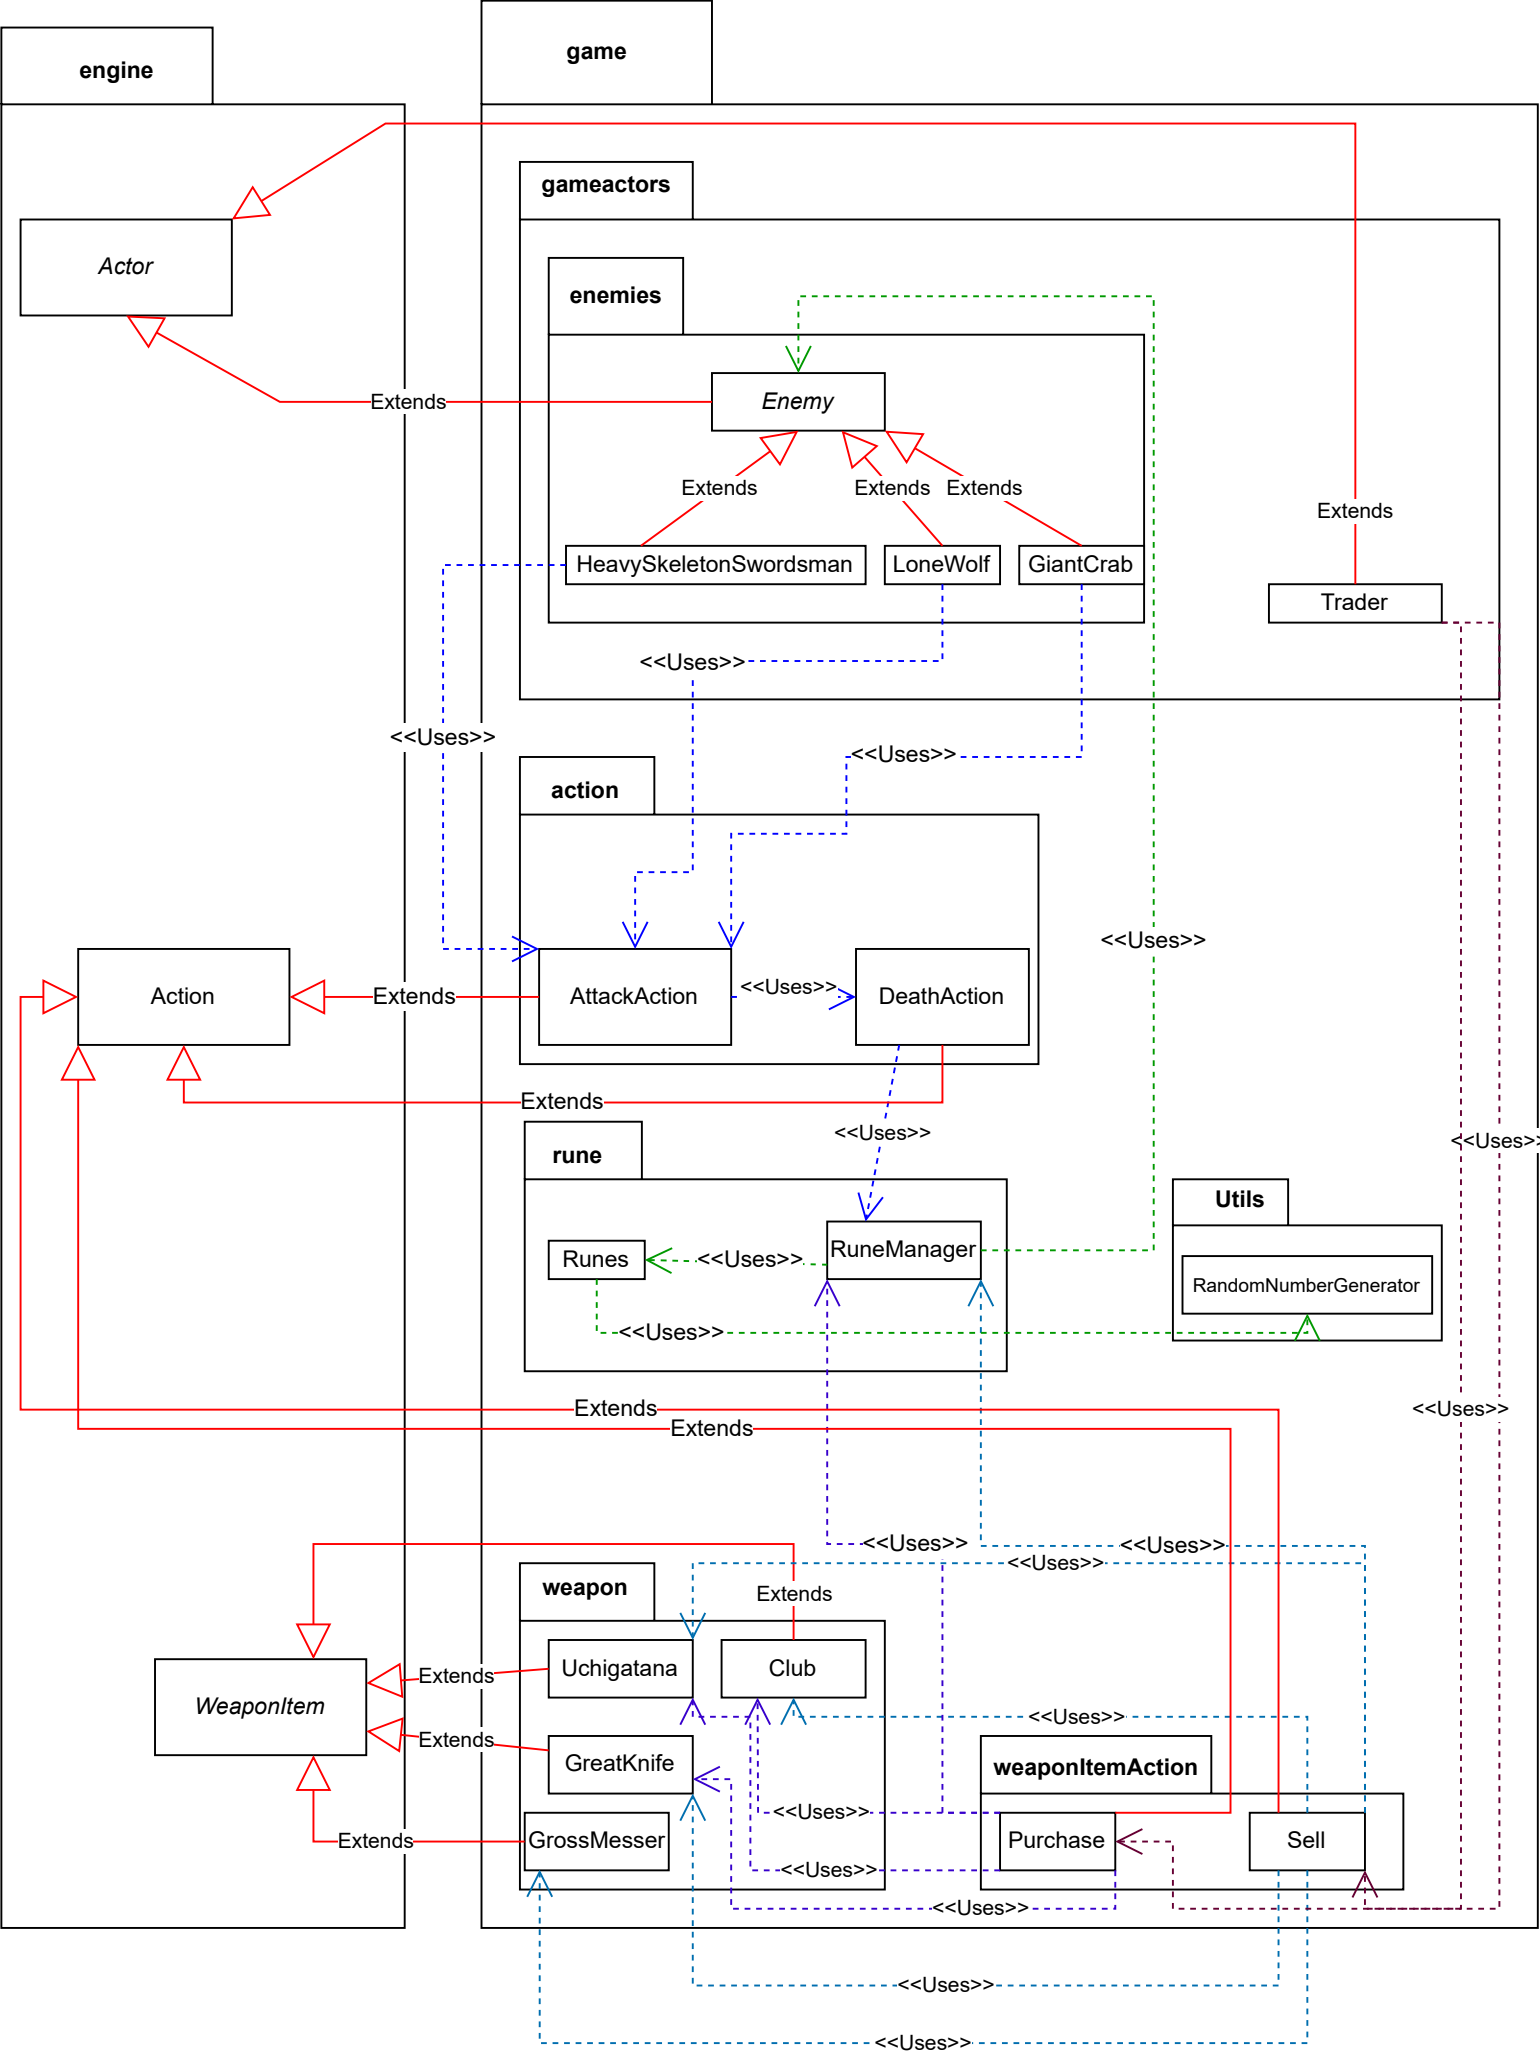 game
engine
gameactors
Actor
enemies
Enemy
Extends
Extends
Extends
Extends
Extends
HeavySkeletonSwordsman
LoneWolf
GiantCrab
Trader
<<Uses>>
<<Uses>>
<<Uses>>
action
<<Uses>>
Action
Extends
AttackAction
<<Uses>>
DeathAction
Extends
<<Uses>>
<<Uses>>
rune
Utils
Runes
<<Uses>>
RuneManager
RandomNumberGenerator
<<Uses>>
Extends
<<Uses>>
Extends
<<Uses>>
<<Uses>>
<<Uses>>
weapon
Extends
Uchigatana
Club
Extends
WeaponItem
<<Uses>>
Extends
GreatKnife
weaponItemAction
<<Uses>>
Extends
GrossMesser
Purchase
Sell
<<Uses>>
<<Uses>>
<<Uses>>
<<Uses>>